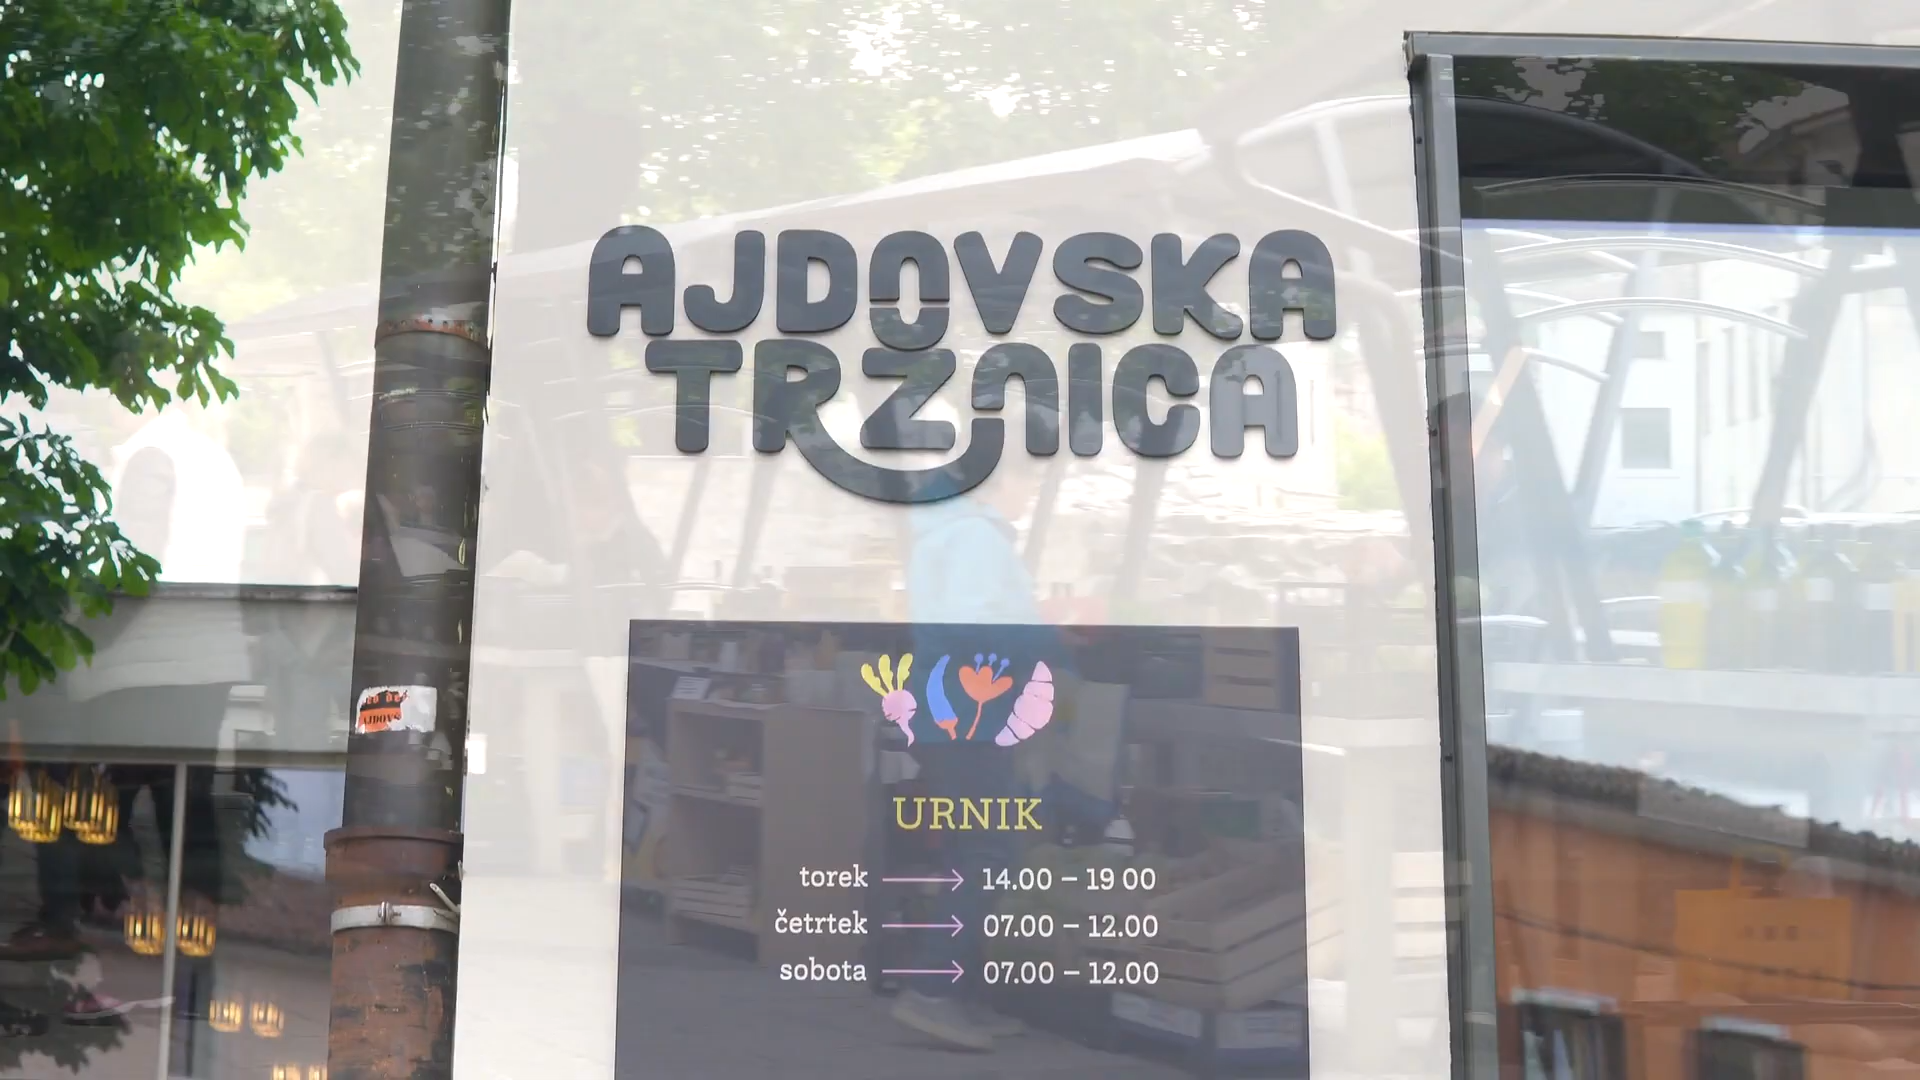 AJDOVSKA
TRZNICA
URNIK
torek → 14.00 – 19 00
četrtek → 07.00 – 12.00
sobota → 07.00 – 12.00